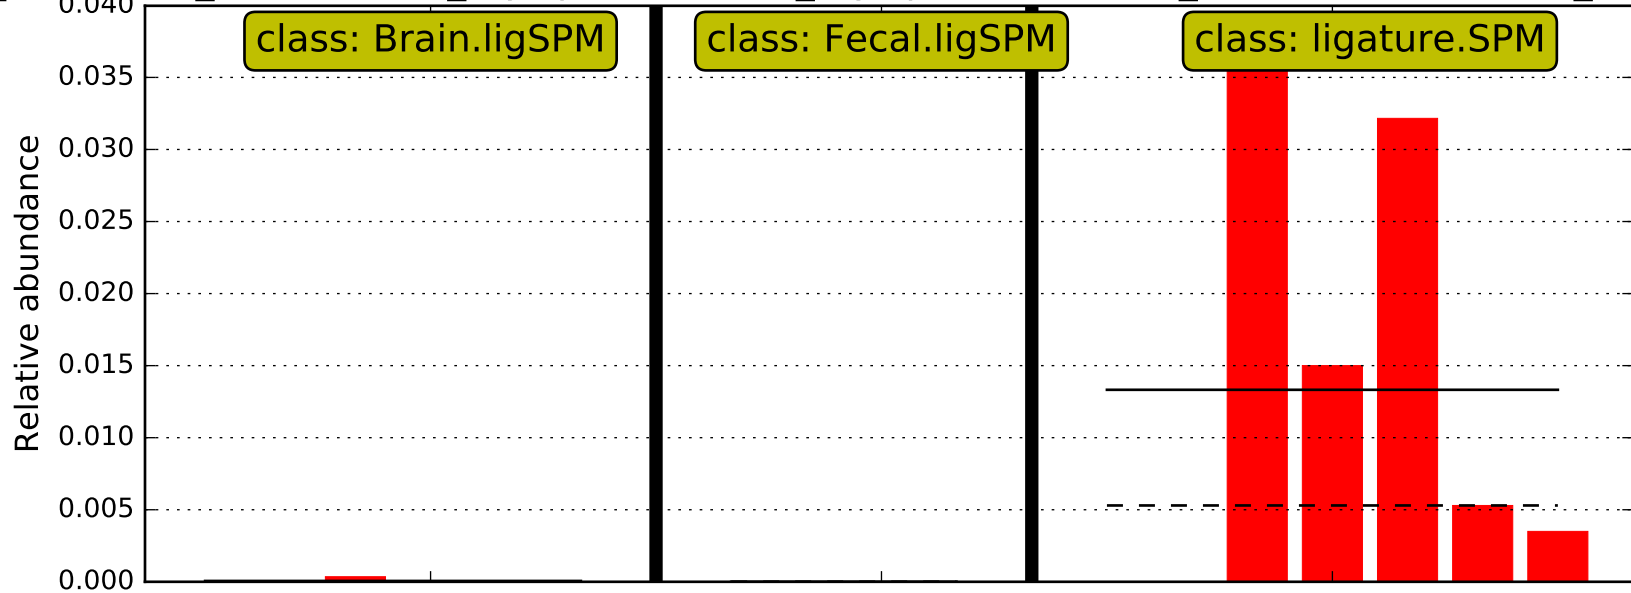 0.040
class: Brain.ligSPM
class: Fecal.ligSPM
class: ligature.SPM
0.035
0.030
0.025
0.020
0.015
0.010
0.005
0.000
Relative abundance